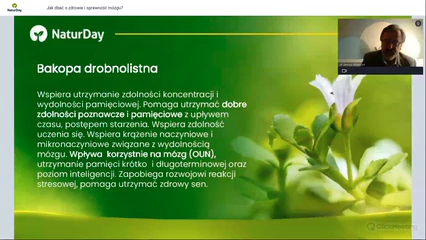 NaturDay
Jak dbać o zdrowie i sprawność mózgu?
NaturDay
Bakopa drobnolistna
Wspiera utrzymanie zdolności koncentracji i
wydolności pamięciowej. Pomaga utrzymać dobre
zdolności poznawcze i pamięciowe z upływem
czasu, postępem starzenia. Wspiera zdolność
uczenia się. Wspiera krążenie naczyniowe i
mikronaczyniowe związane z wydolnością
mózgu. Wpływa korzystnie na mózg (OUN),
utrzymanie pamięci krótko i długoterminowej oraz
poziom inteligencji. Zapobiega rozwojowi reakcji
stresowej, pomaga utrzymać zdrowy sen.